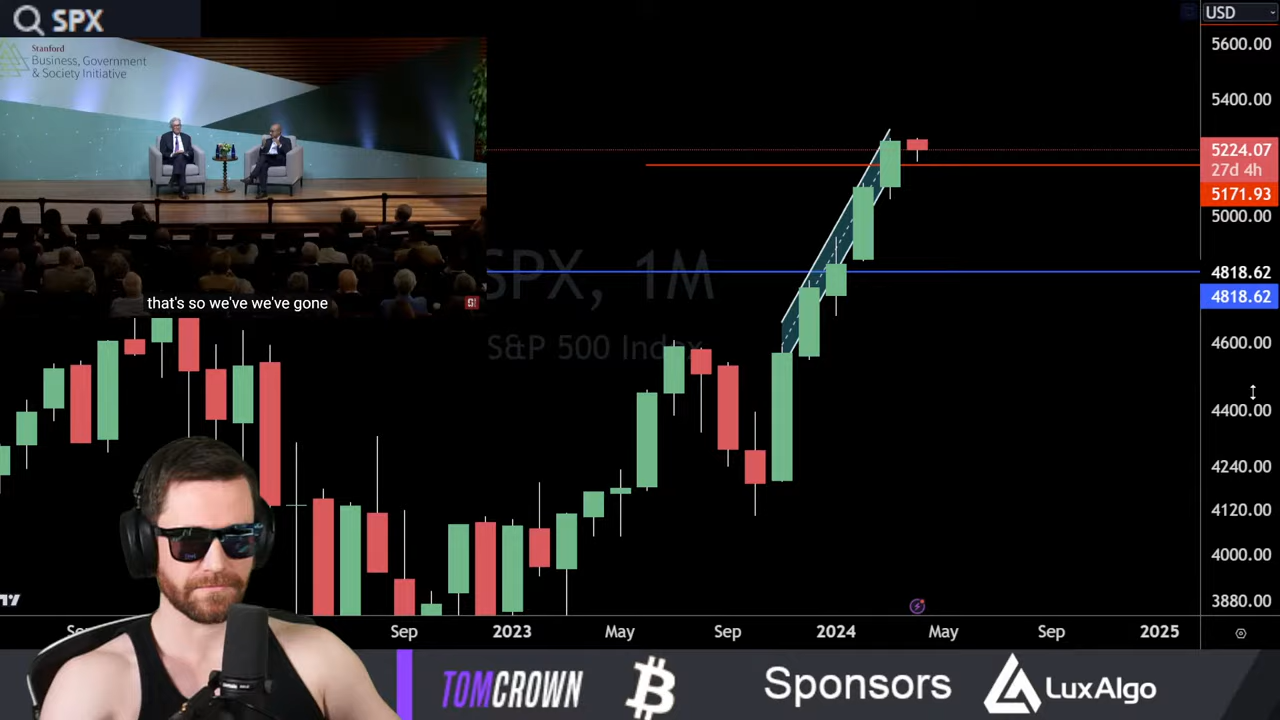 SPX
USD
Stanford
Business, Government
& Society Initiative
5600.00
5400.00
5224.07
27d 4h
5171.93
5000.00
SPX, 1M
4818.62
4818.62
that's so we've we've gone
S&P 500 Index
4600.00
4400.00
4240.00
4120.00
4000.00
3880.00
Sep
2023
May
Sep
2024
May
Sep
2025
TOMCROWN
Sponsors
LuxAlgo